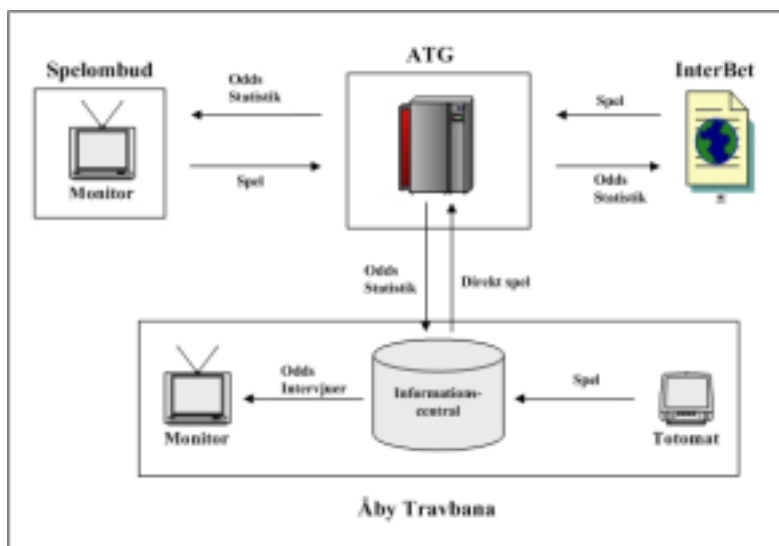 ATG
Spelombud
InterBet
Odds
Statistik
Spel
Monitor
Spel
Spel
Odds
Statistik
Odds
Statistik
Direkt spel
Odds
Intervjuer
Monitor
Informations-
central
Spel
Totomat
Åby Travbana